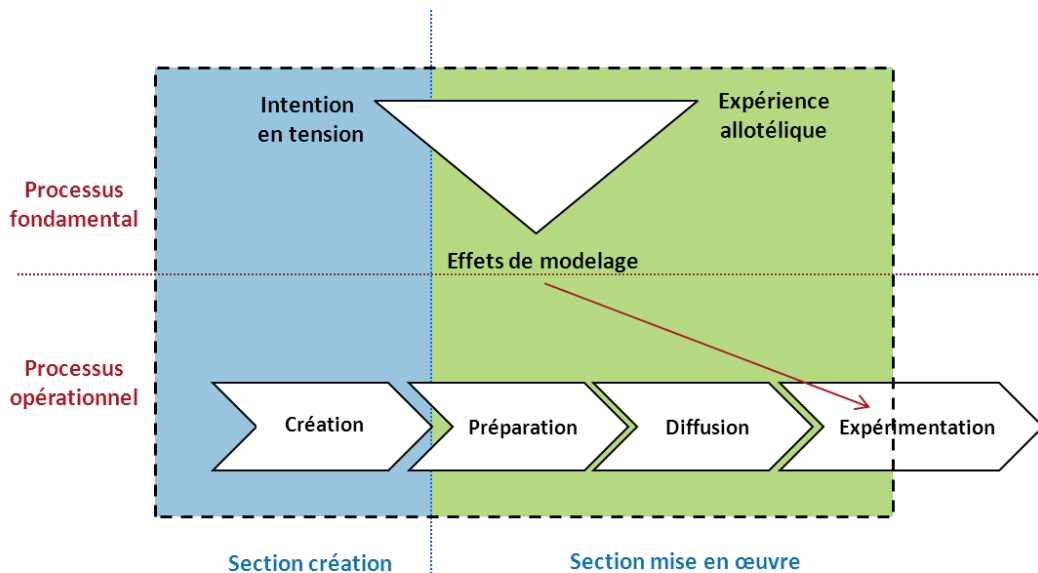 Intention
en tension
Expérience
allotélique
Processus
fondamental
Effets de modelage
Processus
opérationnel
Création
Préparation
Diffusion
Expérimentation
Section création
Section mise en œuvre